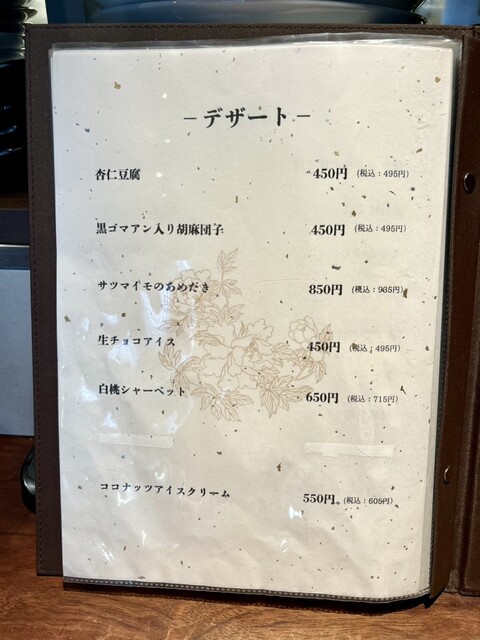 －デザート－
杏仁豆腐 450円 (税込：495円)
黒ゴマアン入り胡麻団子 450円 (税込：495円)
サツマイモのあめだき 850円 (税込：935円)
生チョコアイス 450円 (税込：495円)
白桃シャーベット 650円 (税込：715円)
ココナッツアイスクリーム 550円 (税込：605円)